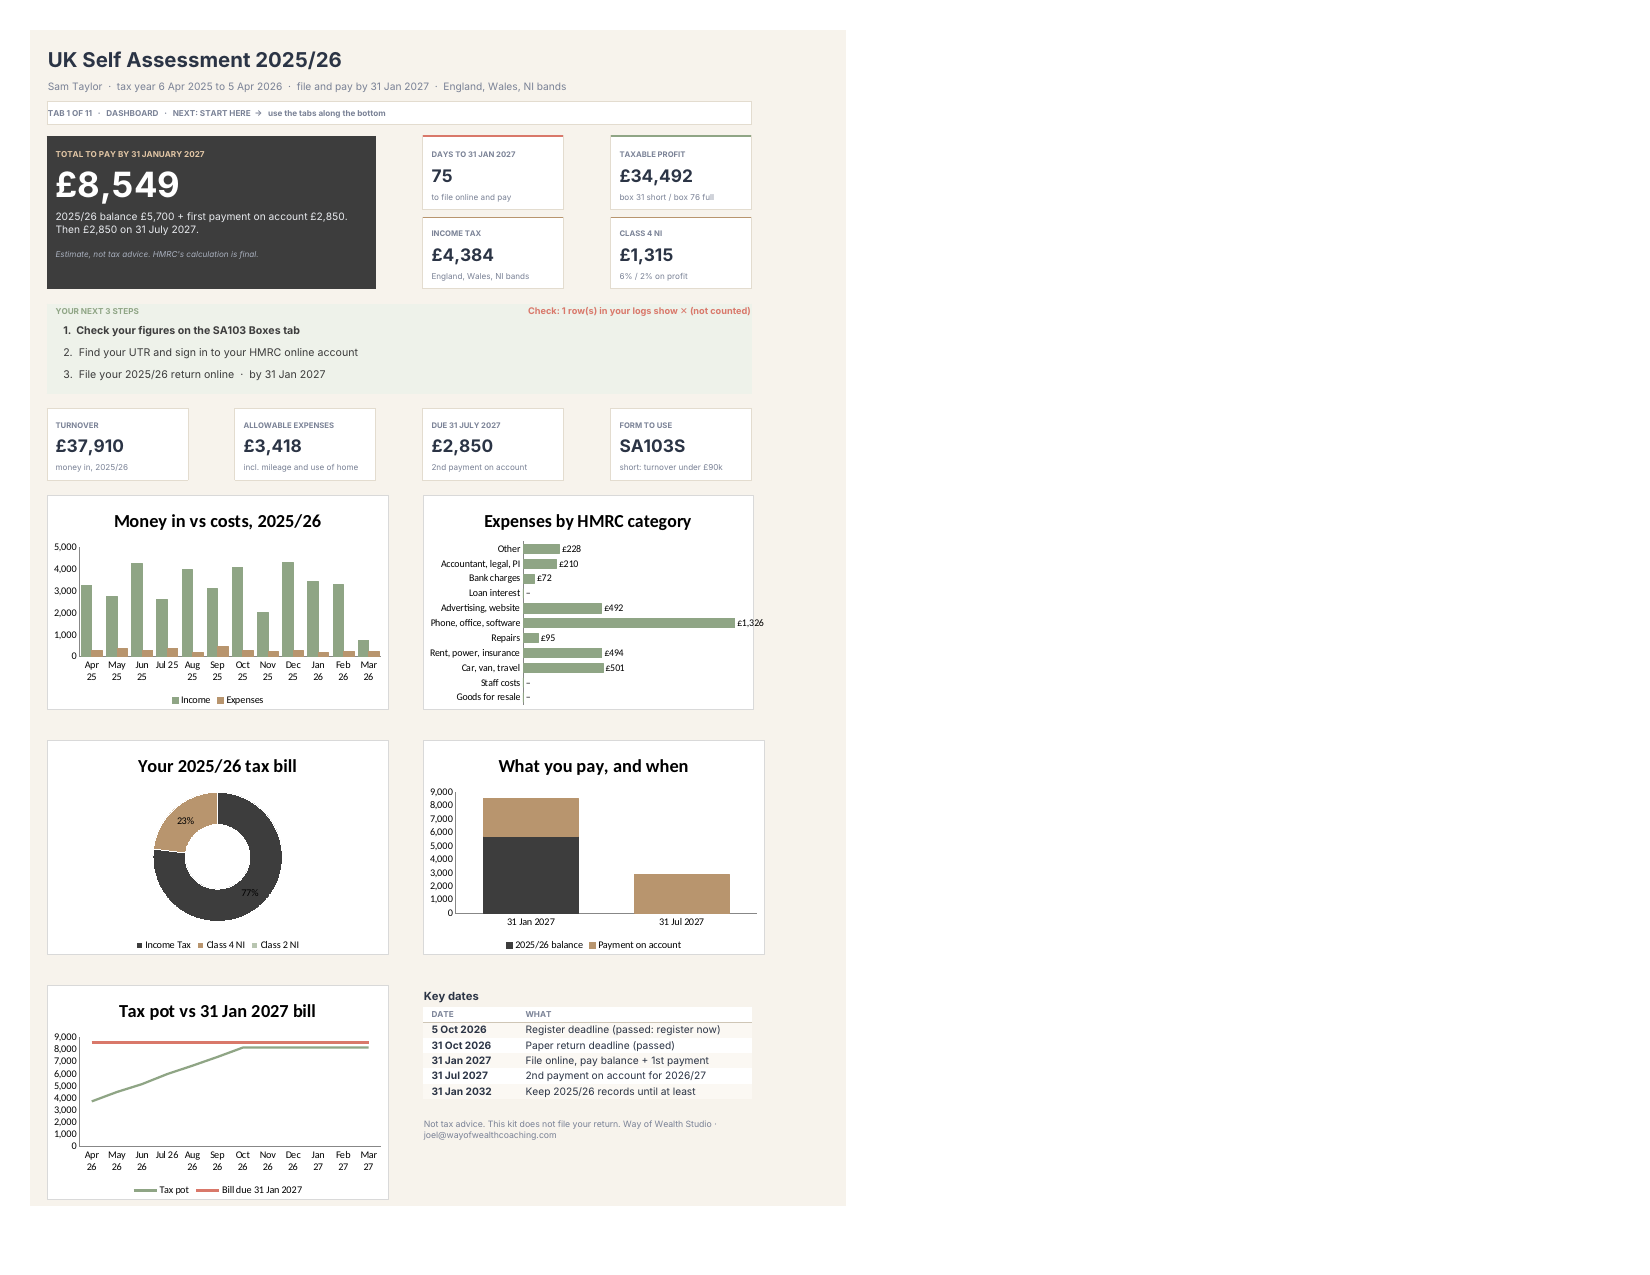 UK Self Assessment 2025/26
Sam Taylor · tax year 6 Apr 2025 to 5 Apr 2026 · file and pay by 31 Jan 2027 · England, Wales, NI bands
TAB 1 OF 11 · DASHBOARD · NEXT: START HERE → use the tabs along the bottom
TOTAL TO PAY BY 31 JANUARY 2027
£8,549
2025/26 balance £5,700 + first payment on account £2,850.
Then £2,850 on 31 July 2027.
Estimate, not tax advice. HMRC's calculation is final.
DAYS TO 31 JAN 2027
75
to file online and pay
TAXABLE PROFIT
£34,492
box 31 short / box 76 full
INCOME TAX
£4,384
England, Wales, NI bands
CLASS 4 NI
£1,315
6% / 2% on profit
YOUR NEXT 3 STEPS
Check: 1 row(s) in your logs show ✕ (not counted)
1. Check your figures on the SA103 Boxes tab
2. Find your UTR and sign in to your HMRC online account
3. File your 2025/26 return online · by 31 Jan 2027
TURNOVER
£37,910
money in, 2025/26
ALLOWABLE EXPENSES
£3,418
incl. mileage and use of home
DUE 31 JULY 2027
£2,850
2nd payment on account
FORM TO USE
SA103S
short: turnover under £90k
Money in vs costs, 2025/26
5,000
4,000
3,000
2,000
1,000
0
Apr May Jun Jul 25 Aug Sep Oct Nov Dec Jan Feb Mar
25 25 25 25 25 25 25 25 26 26 26
Income Expenses
Expenses by HMRC category
Other £228
Accountant, legal, PI £210
Bank charges £72
Loan interest –
Advertising, website £492
Phone, office, software £1,326
Repairs £95
Rent, power, insurance £494
Car, van, travel £501
Staff costs –
Goods for resale –
Your 2025/26 tax bill
23%
77%
Income Tax Class 4 NI Class 2 NI
What you pay, and when
9,000
8,000
7,000
6,000
5,000
4,000
3,000
2,000
1,000
0
31 Jan 2027 31 Jul 2027
2025/26 balance Payment on account
Tax pot vs 31 Jan 2027 bill
9,000
8,000
7,000
6,000
5,000
4,000
3,000
2,000
1,000
0
Apr May Jun Jul 26 Aug Sep Oct Nov Dec Jan Feb Mar
26 26 26 26 26 26 26 26 27 27 27
Tax pot Bill due 31 Jan 2027
Key dates
DATE WHAT
5 Oct 2026 Register deadline (passed: register now)
31 Oct 2026 Paper return deadline (passed)
31 Jan 2027 File online, pay balance + 1st payment
31 Jul 2027 2nd payment on account for 2026/27
31 Jan 2032 Keep 2025/26 records until at least
Not tax advice. This kit does not file your return. Way of Wealth Studio ·
joel@wayofwealthcoaching.com